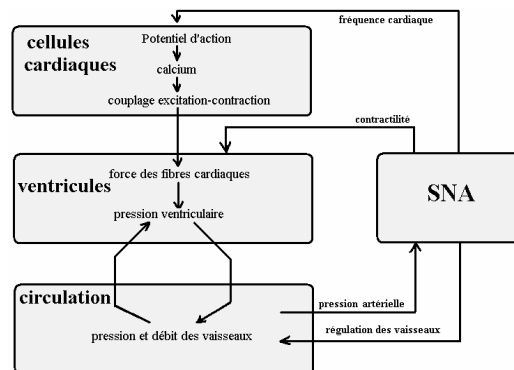 fréquence cardiaque
cellules
cardiaques
Potentiel d'action
calcium
couplage excitation-contraction
contractilité
ventricules
force des fibres cardiaques
pression ventriculaire
SNA
circulation
pression artérielle
régulation des vaisseaux
pression et débit des vaisseaux